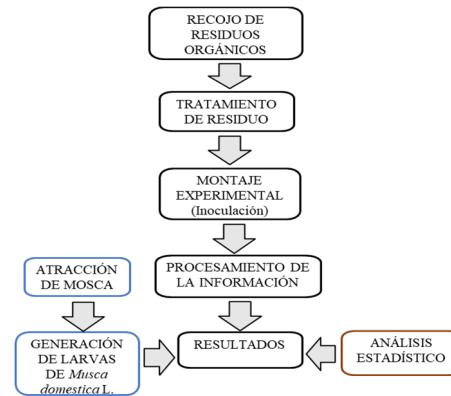 RECOJO DE
RESIDUOS
ORGÁNICOS
TRATAMIENTO
DE RESIDUO
MONTAJE
EXPERIMENTAL
(Inoculación)
ATRACCIÓN
DE MOSCA
PROCESAMIENTO DE
LA INFORMACIÓN
GENERACIÓN
DE LARVAS
DE Musca
domestica L.
RESULTADOS
ANÁLISIS
ESTADÍSTICO